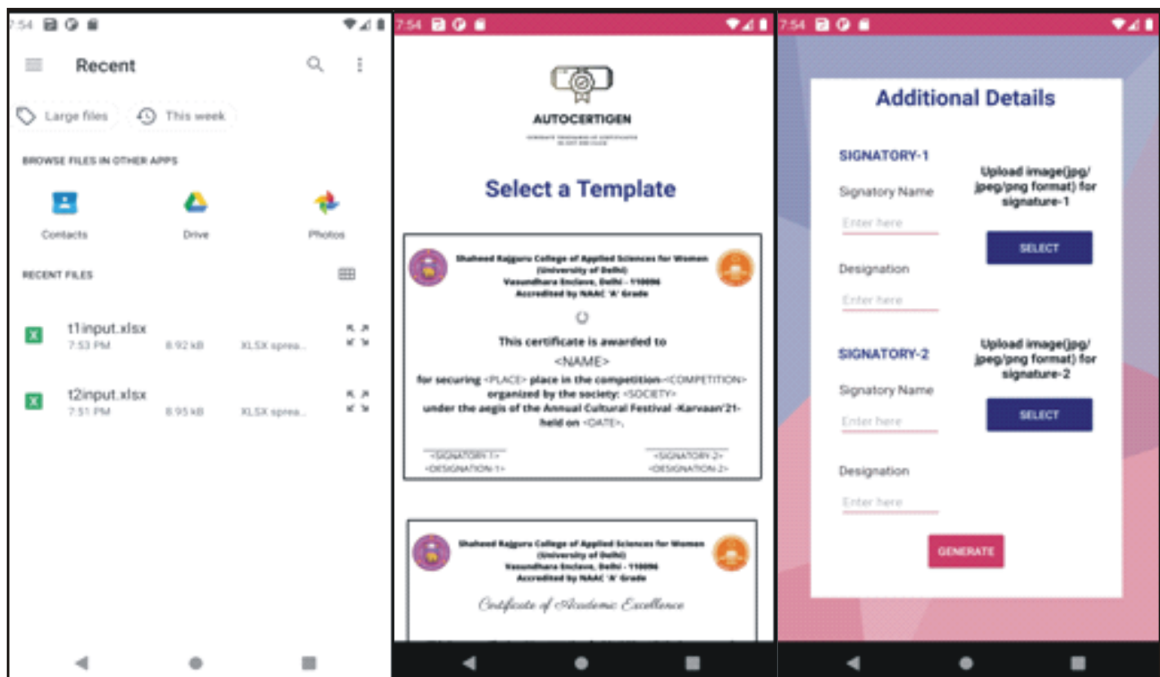 7:54
Recent
Large files
This week
BROWSE FILES IN OTHER APPS
Contacts
Drive
Photos
RECENT FILES
t1input.xlsx
7:53 PM 8.92 kB XLSX sprea...
t2input.xlsx
7:51 PM 8.95 kB XLSX sprea...
7:54
AUTOCERTIGEN
Select a Template
Shaheed Rajguru College of Applied Sciences for Women
(University of Delhi)
Vasundhara Enclave, Delhi - 110096
Accredited by NAAC 'A' Grade
This certificate is awarded to
<NAME>
for securing <PLACE> place in the competition-<COMPETITION>
organized by the society: <SOCIETY>
under the aegis of the Annual Cultural Festival -Karvaan'21-
held on <DATE>.
<SIGNATORY-1>
<DESIGNATION-1>
<SIGNATORY-2>
<DESIGNATION-2>
Shaheed Rajguru College of Applied Sciences for Women
(University of Delhi)
Vasundhara Enclave, Delhi - 110096
Accredited by NAAC 'A' Grade
Certificate of Academic Excellence
7:54
Additional Details
SIGNATORY-1
Signatory Name
Enter here
Designation
Enter here
Upload image(jpg/
jpeg/png format) for
signature-1
SELECT
SIGNATORY-2
Signatory Name
Enter here
Designation
Enter here
Upload image(jpg/
jpeg/png format) for
signature-2
SELECT
GENERATE